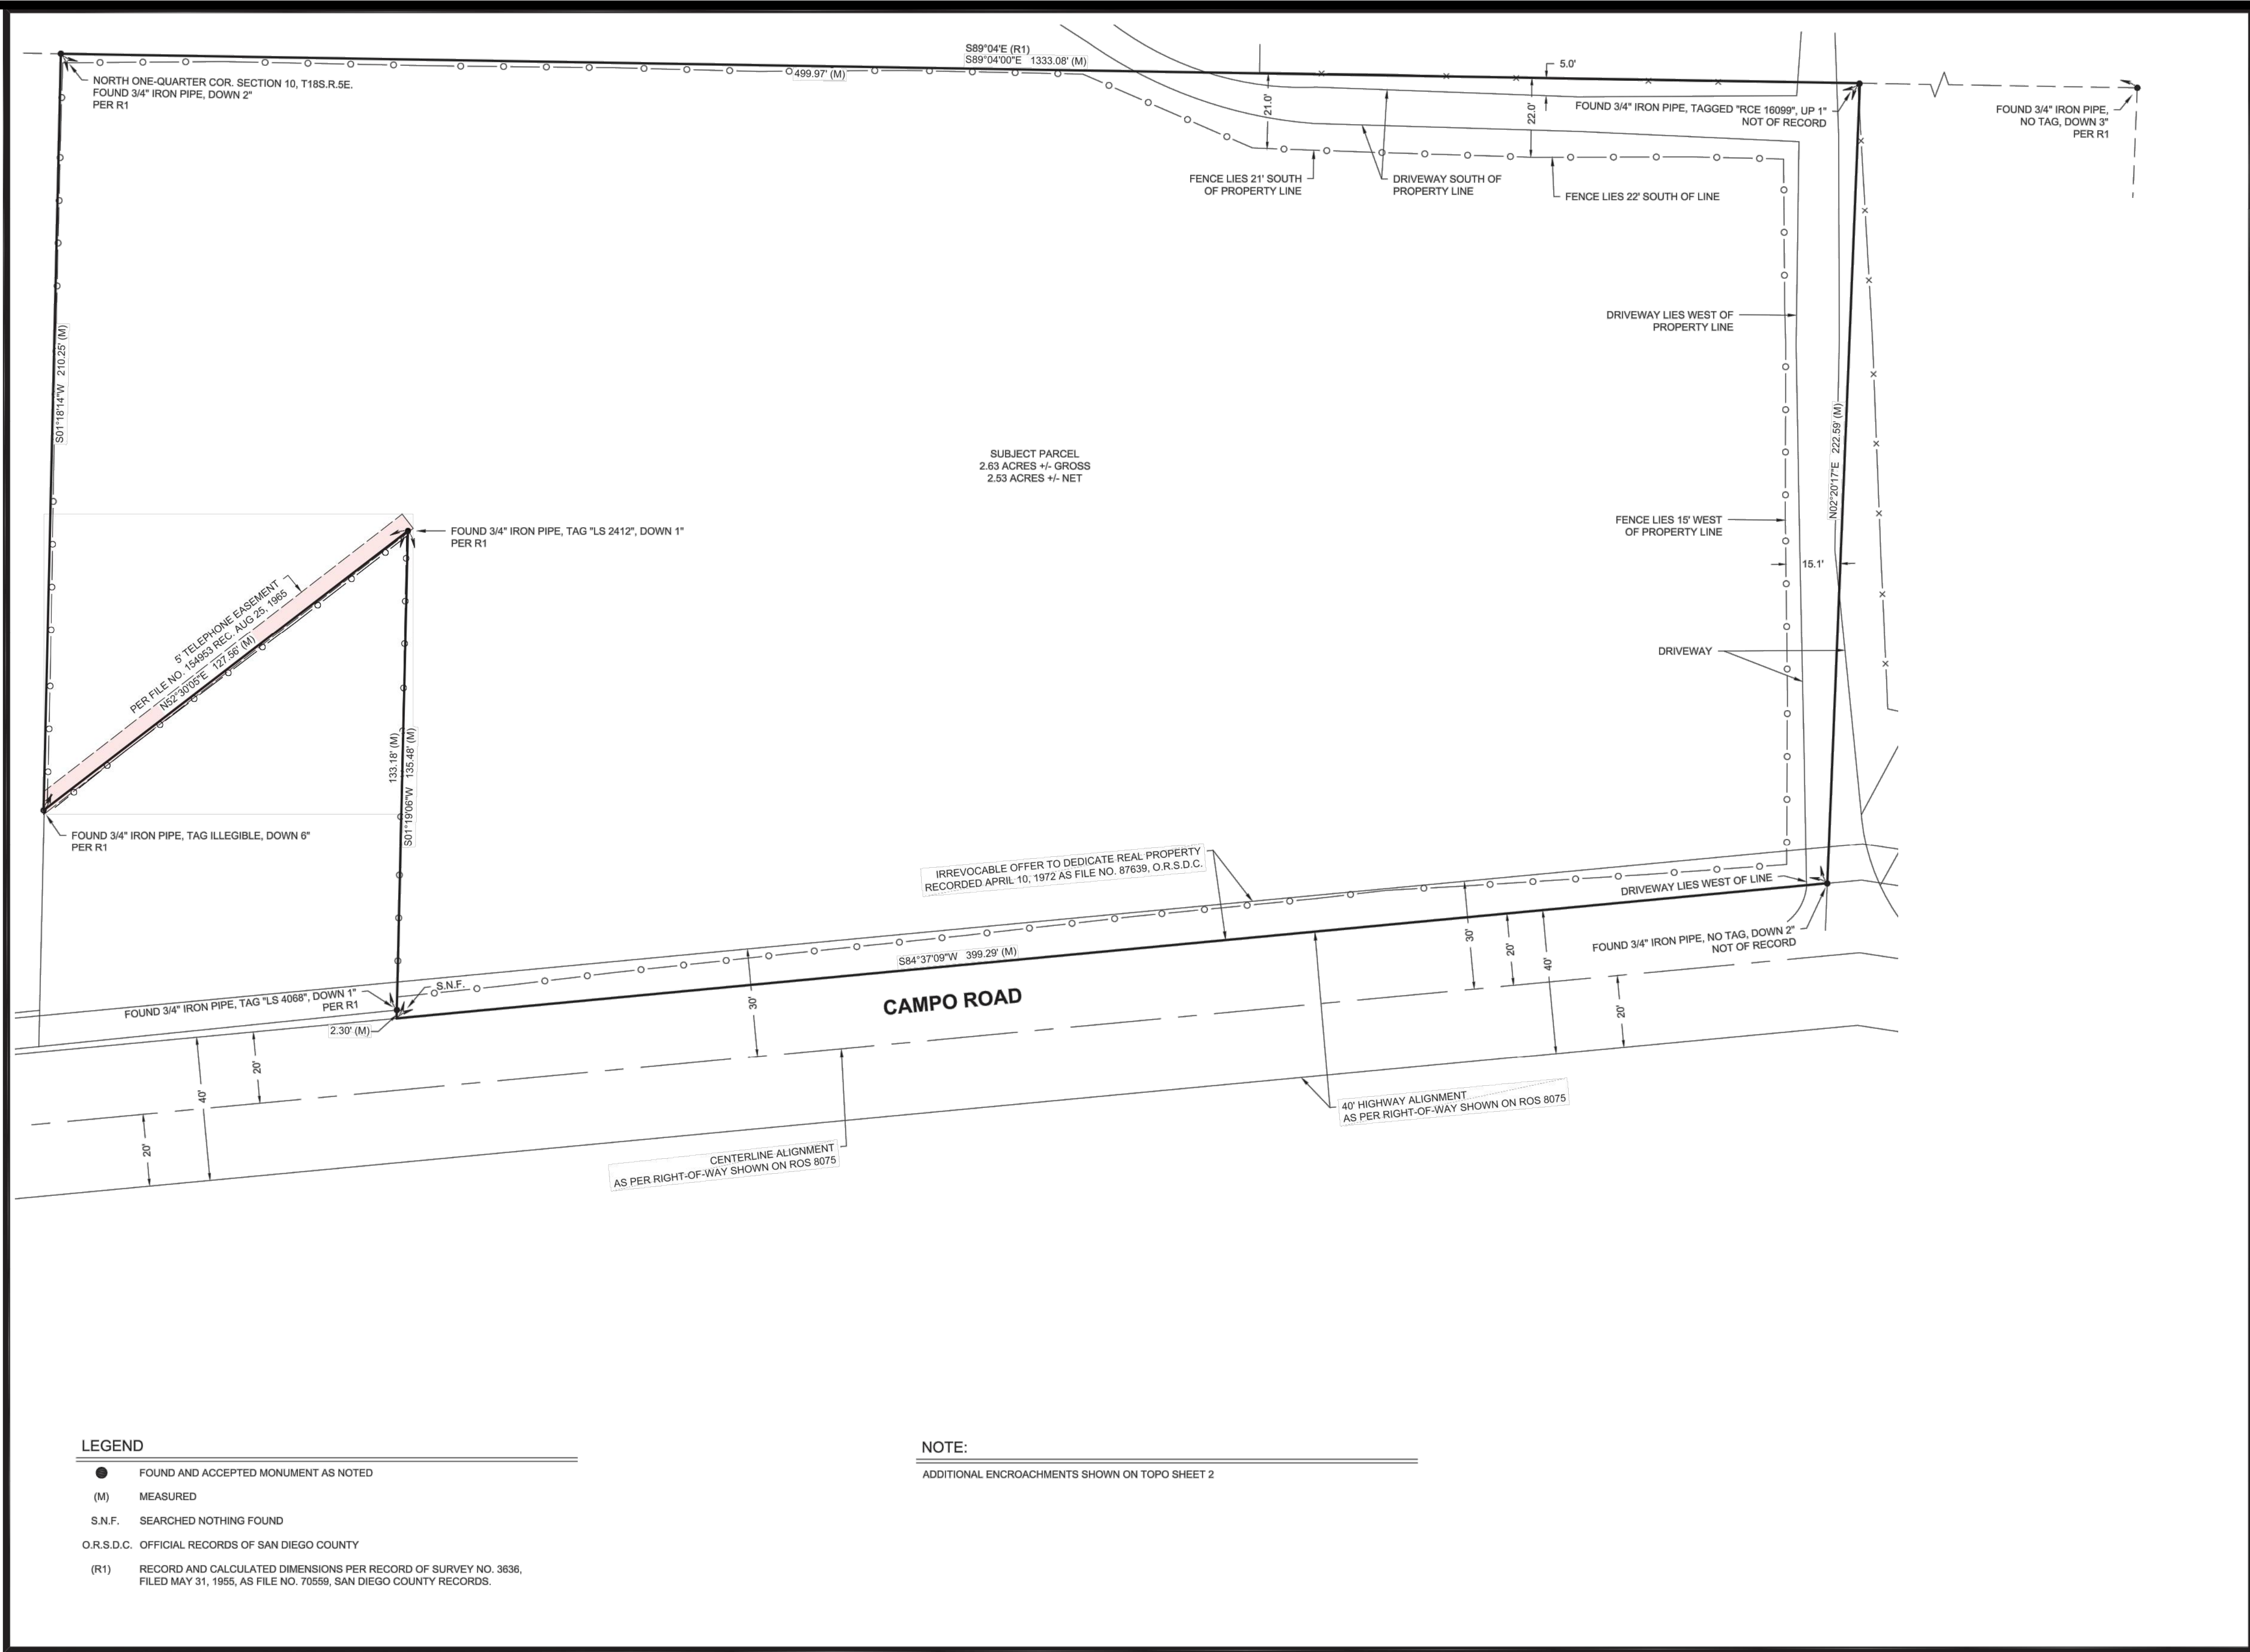 S89°04'E (R1)
S89°04'00"E 1333.08' (M)
499.97' (M)
5.0'
NORTH ONE-QUARTER COR. SECTION 10, T18S.R.5E.
FOUND 3/4" IRON PIPE, DOWN 2"
PER R1
21.0'
22.0'
FOUND 3/4" IRON PIPE, TAGGED "RCE 16099", UP 1"
NOT OF RECORD
FOUND 3/4" IRON PIPE,
NO TAG, DOWN 3"
PER R1
FENCE LIES 21' SOUTH
OF PROPERTY LINE
DRIVEWAY SOUTH OF
PROPERTY LINE
FENCE LIES 22' SOUTH OF LINE
DRIVEWAY LIES WEST OF
PROPERTY LINE
S01°18'14"W 210.25' (M)
N02°20'17"E 222.59' (M)
SUBJECT PARCEL
2.63 ACRES +/- GROSS
2.53 ACRES +/- NET
FENCE LIES 15' WEST
OF PROPERTY LINE
15.1'
FOUND 3/4" IRON PIPE, TAG "LS 2412", DOWN 1"
PER R1
5' TELEPHONE EASEMENT
PER FILE NO. 154953 REC. AUG 25, 1965
N52°30'05"E 127.56' (M)
DRIVEWAY
133.18' (M)
S01°19'06"W 135.48' (M)
FOUND 3/4" IRON PIPE, TAG ILLEGIBLE, DOWN 6"
PER R1
IRREVOCABLE OFFER TO DEDICATE REAL PROPERTY
RECORDED APRIL 10, 1972 AS FILE NO. 87639, O.R.S.D.C.
DRIVEWAY LIES WEST OF LINE
FOUND 3/4" IRON PIPE, NO TAG, DOWN 2"
NOT OF RECORD
S84°37'09"W 399.29' (M)
S.N.F.
FOUND 3/4" IRON PIPE, TAG "LS 4068", DOWN 1"
PER R1
2.30' (M)
CAMPO ROAD
30'
30'
20'
40'
20'
20'
40'
20'
40' HIGHWAY ALIGNMENT
AS PER RIGHT-OF-WAY SHOWN ON ROS 8075
CENTERLINE ALIGNMENT
AS PER RIGHT-OF-WAY SHOWN ON ROS 8075
LEGEND
FOUND AND ACCEPTED MONUMENT AS NOTED
(M) MEASURED
S.N.F. SEARCHED NOTHING FOUND
O.R.S.D.C. OFFICIAL RECORDS OF SAN DIEGO COUNTY
(R1) RECORD AND CALCULATED DIMENSIONS PER RECORD OF SURVEY NO. 3636,
FILED MAY 31, 1955, AS FILE NO. 70559, SAN DIEGO COUNTY RECORDS.
NOTE:
ADDITIONAL ENCROACHMENTS SHOWN ON TOPO SHEET 2